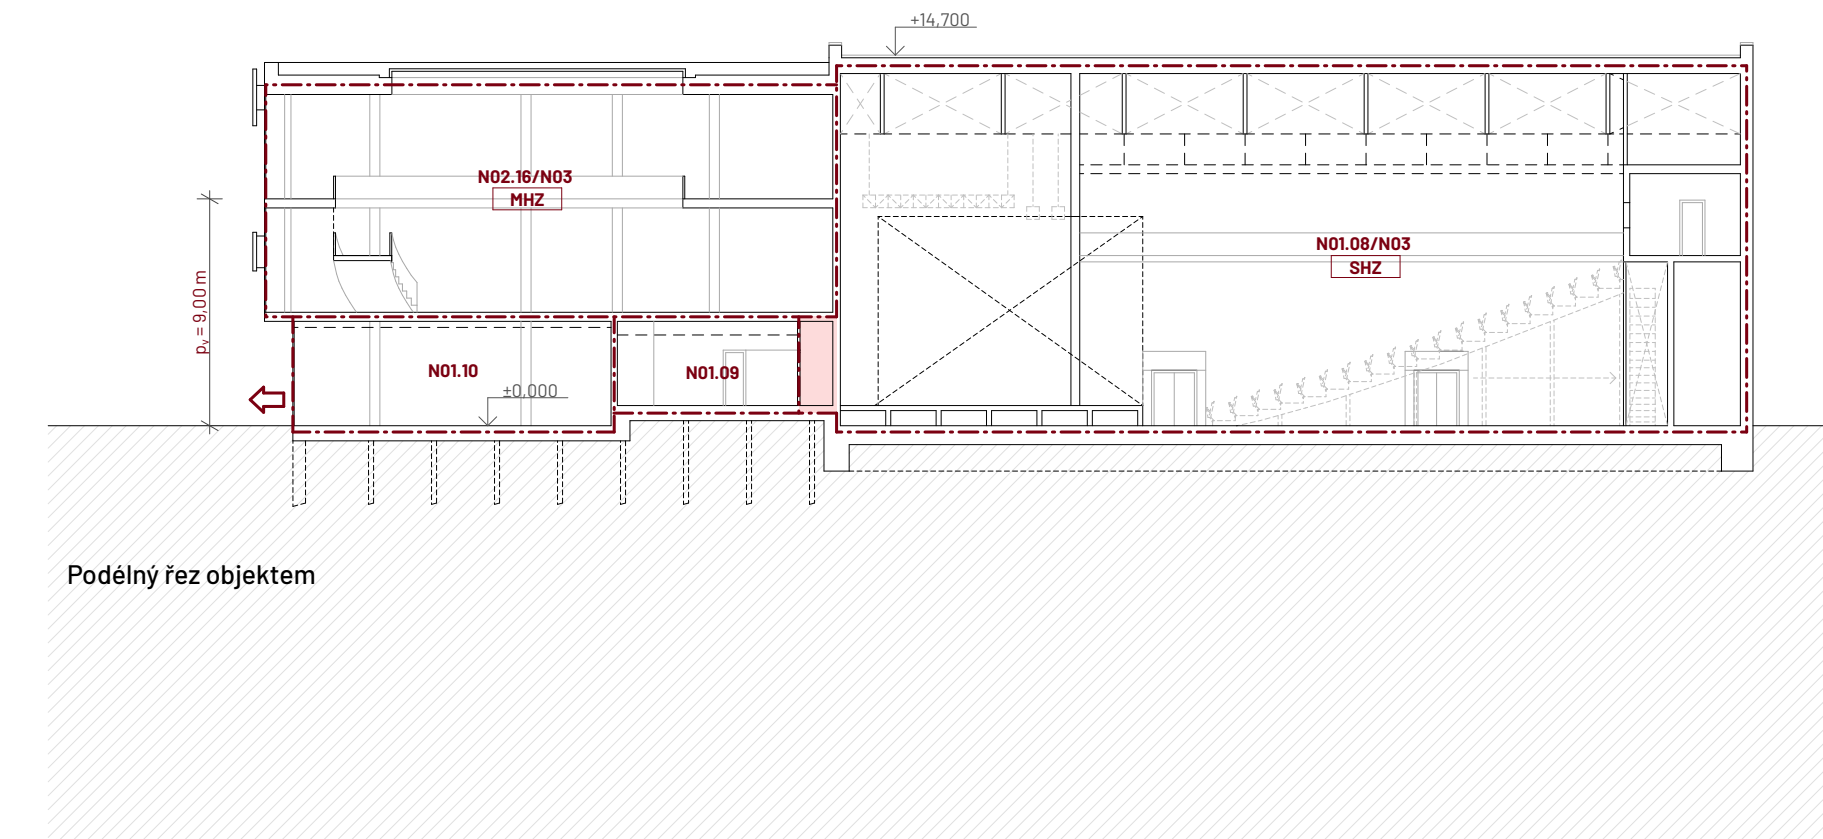 +14,700
N02.16/N03
MHZ
N01.08/N03
SHZ
pᵥ = 9,00 m
N01.10
N01.09
±0,000
Podélný řez objektem